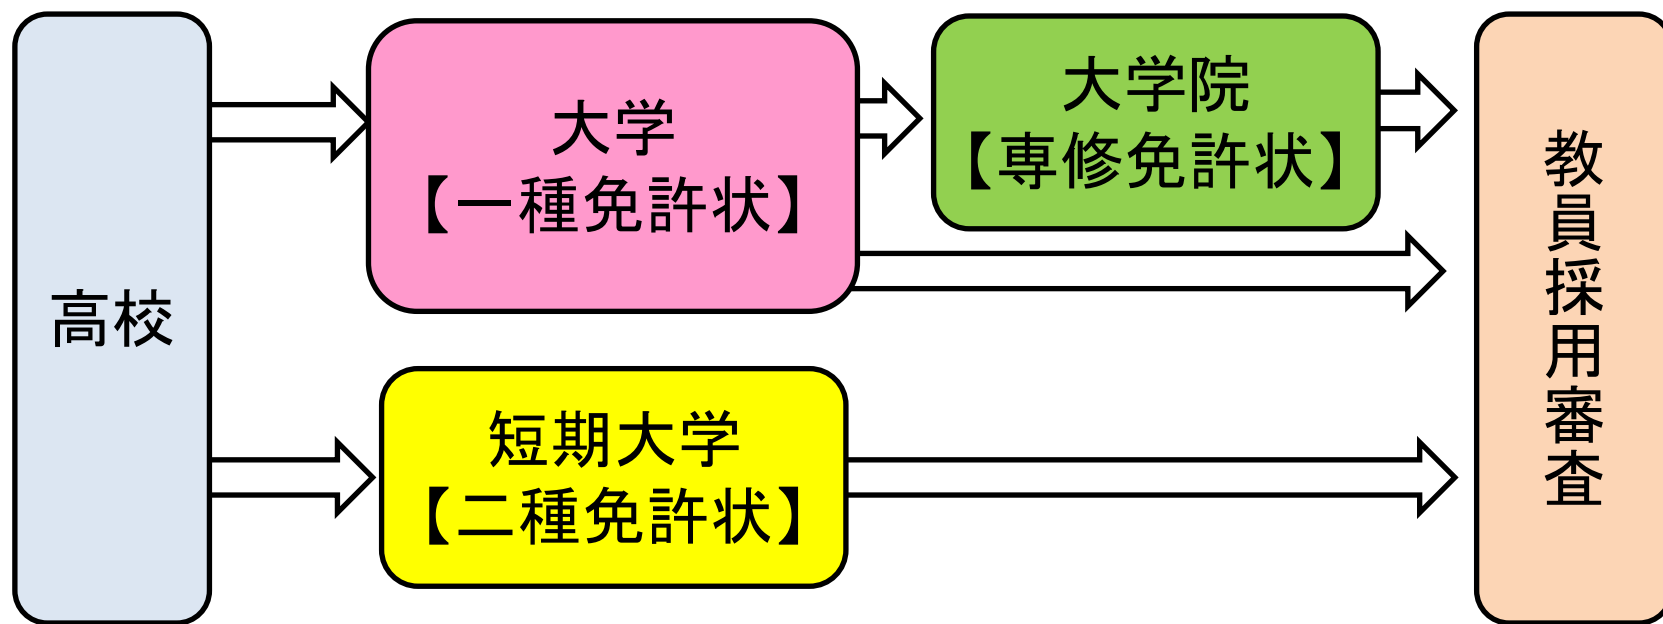 高校
大学
【一種免許状】
大学院
【専修免許状】
短期大学
【二種免許状】
教員採用審査